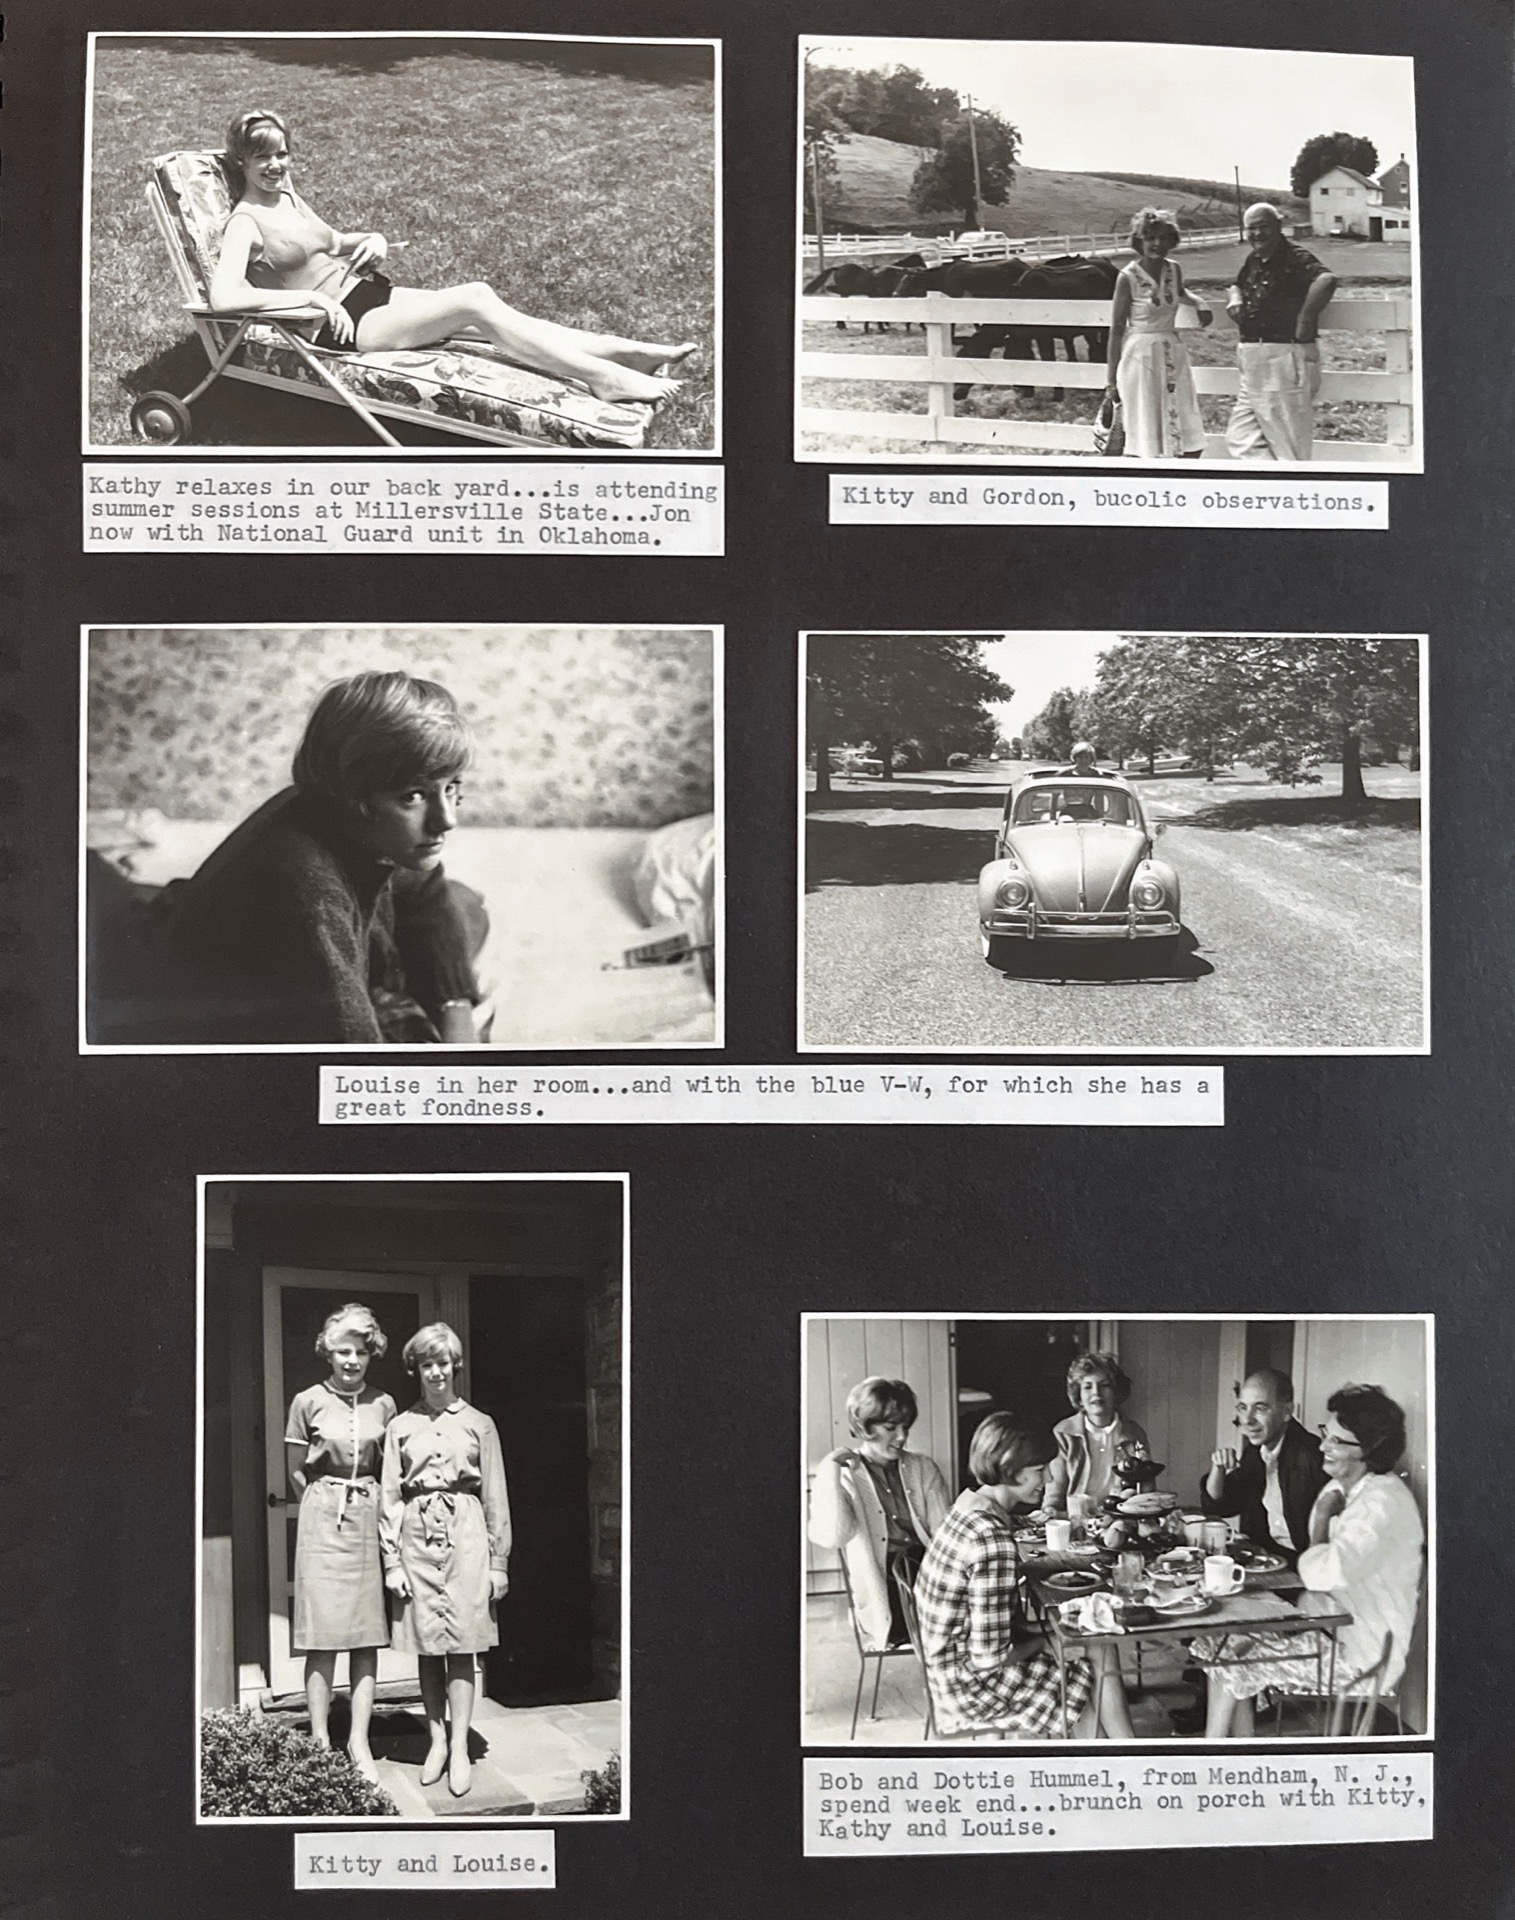 Kathy relaxes in our back yard...is attending
summer sessions at Millersville State...Jon
now with National Guard unit in Oklahoma.
Kitty and Gordon, bucolic observations.
Louise in her room...and with the blue V-W, for which she has a
great fondness.
Kitty and Louise.
Bob and Dottie Hummel, from Mendham, N. J.,
spend week end...brunch on porch with Kitty,
Kathy and Louise.